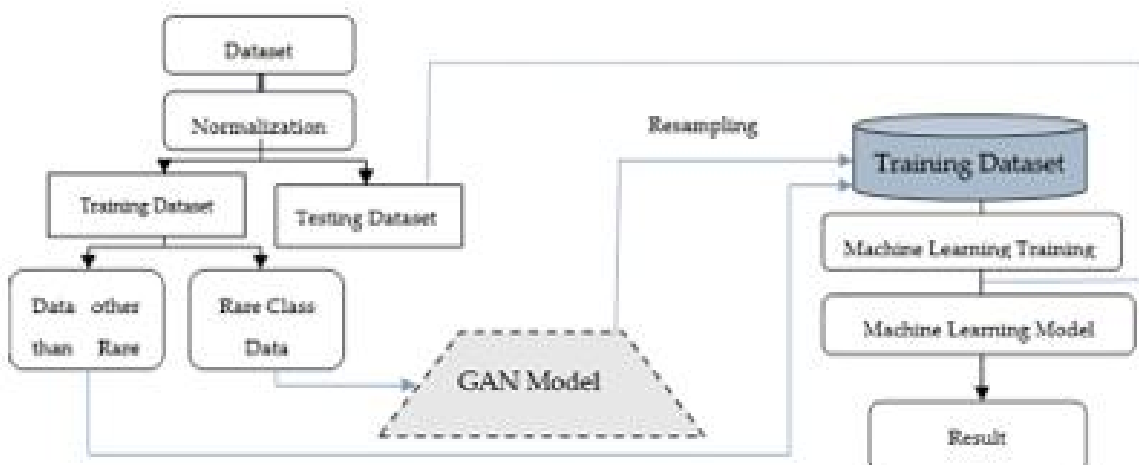 Dataset
Normalization
Training Dataset
Testing Dataset
Data other
than Rare
Rare Class
Data
GAN Model
Resampling
Training Dataset
Machine Learning Training
Machine Learning Model
Result